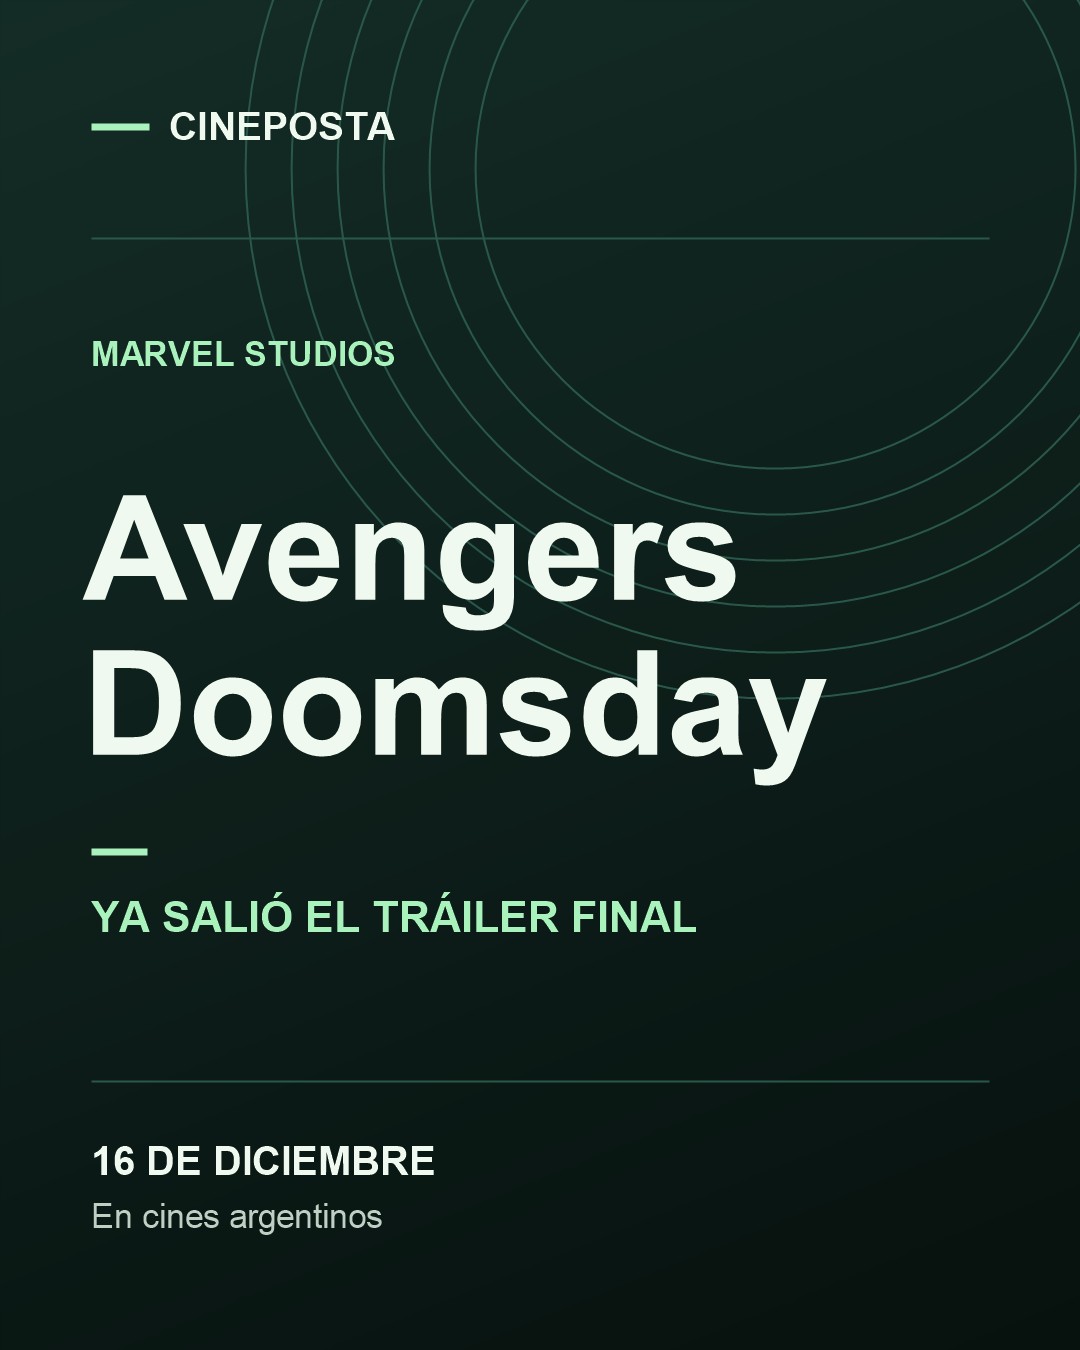 CINEPOSTA
MARVEL STUDIOS
Avengers
Doomsday
YA SALIÓ EL TRÁILER FINAL
16 DE DICIEMBRE
En cines argentinos